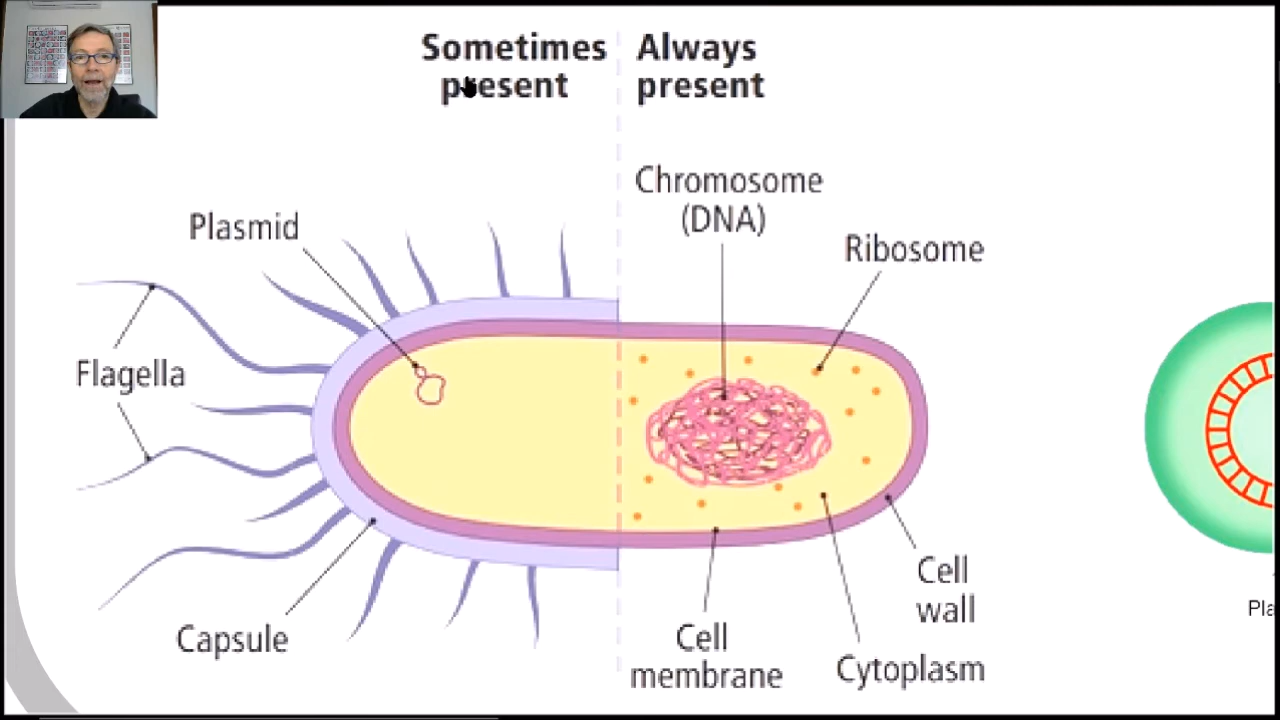 Sometimes
present
Always
present
Chromosome
(DNA)
Plasmid
Ribosome
Flagella
Cell
wall
Capsule
Cell
membrane
Cytoplasm